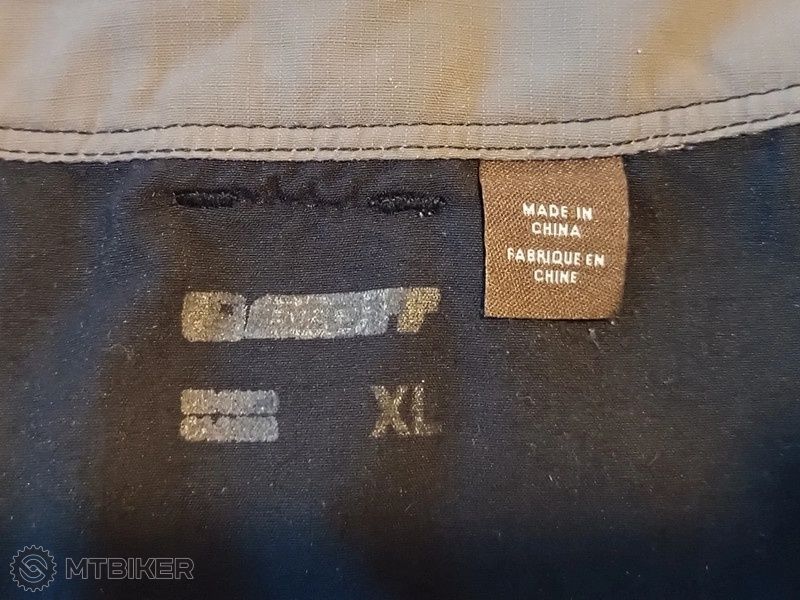 MADE IN
CHINA
FABRIQUE EN
CHINE
XL
MTBIKER